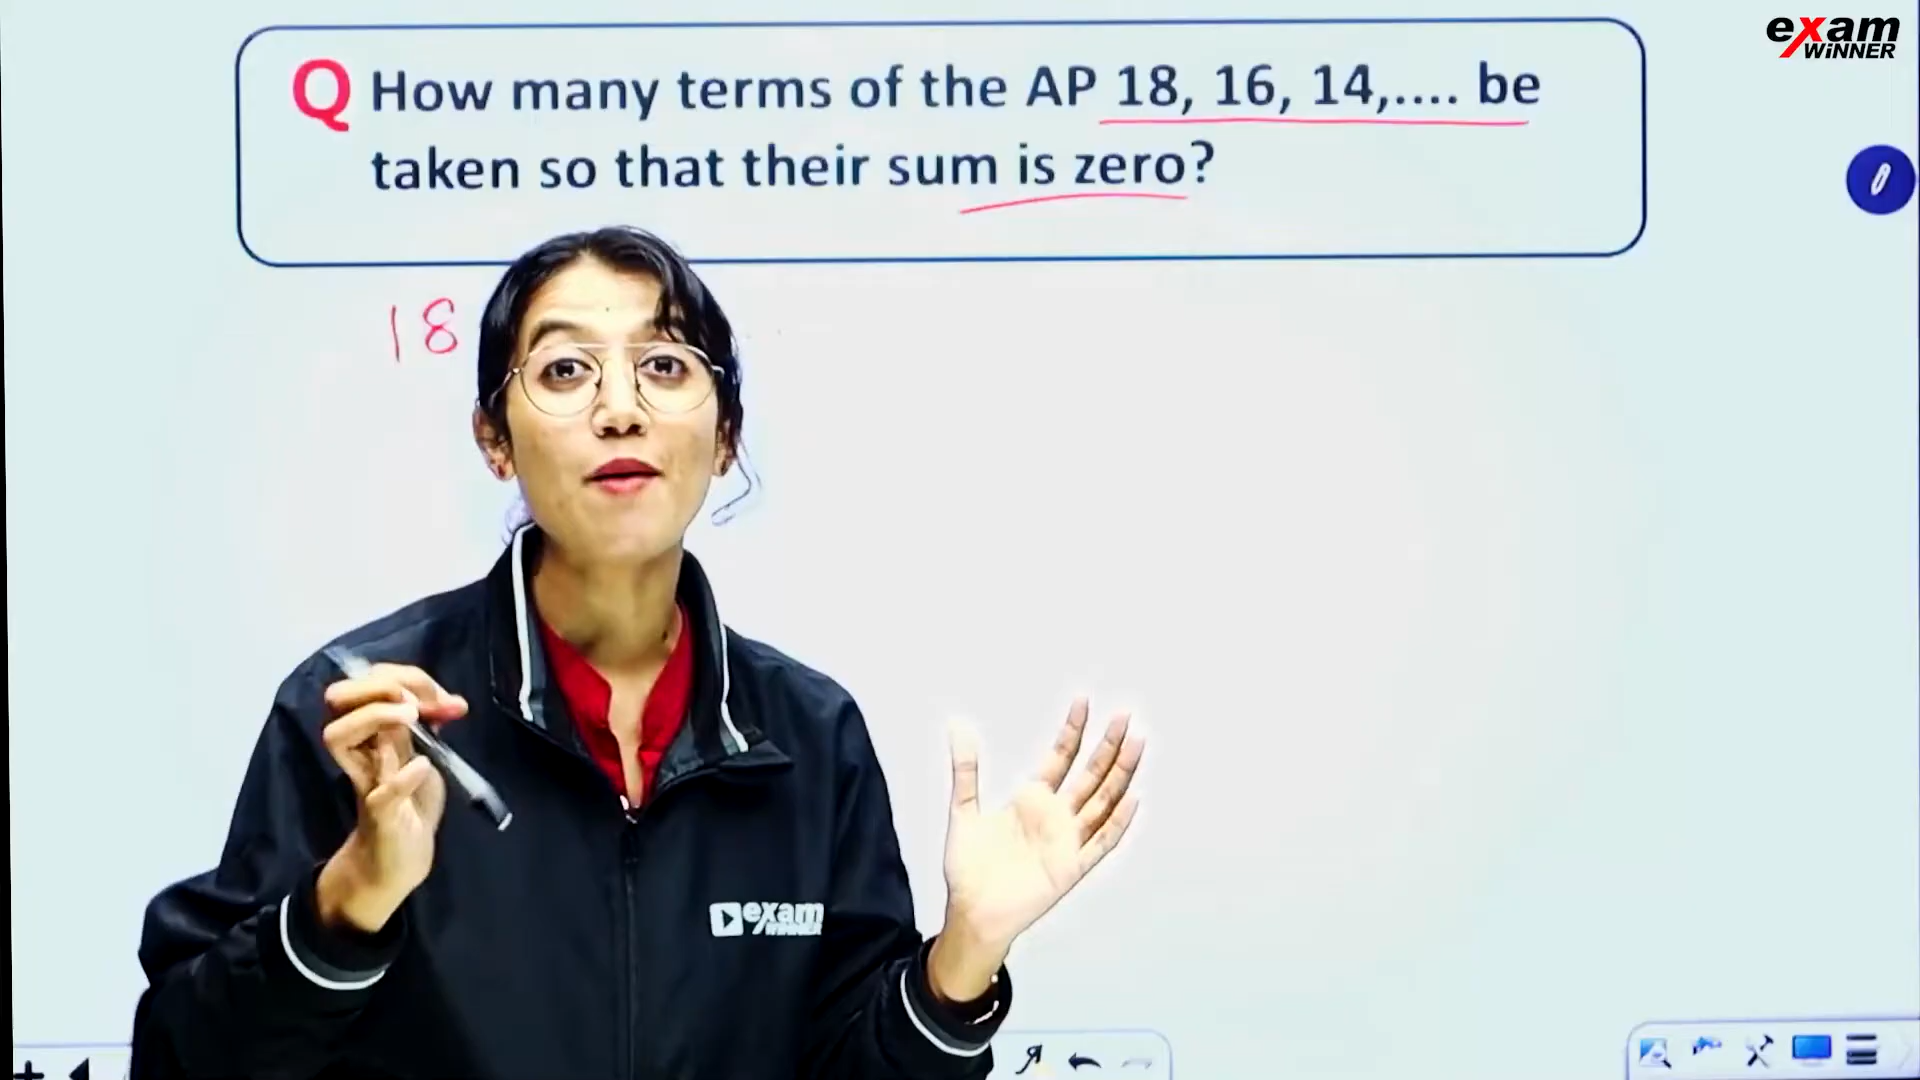 exam
WiNNER
Q How many terms of the AP 18, 16, 14,.... be
taken so that their sum is zero?
18
exam
WINNER